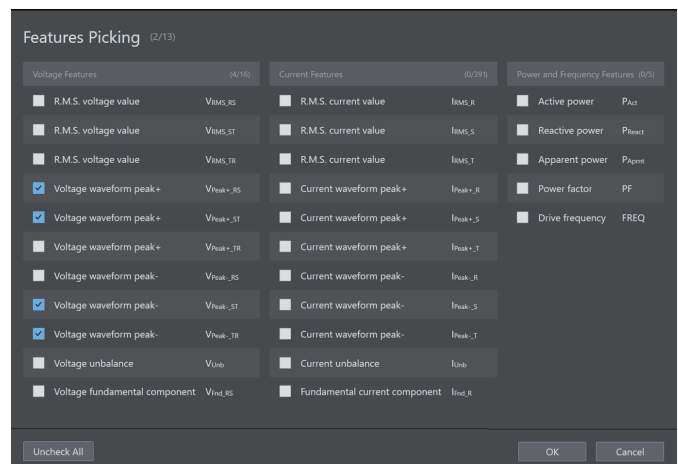 Features Picking (2/13)
Voltage Features (4/16)
R.M.S. voltage value VRMS_RS
R.M.S. voltage value VRMS_ST
R.M.S. voltage value VRMS_TR
Voltage waveform peak+ VPeak+_RS
Voltage waveform peak+ VPeak+_ST
Voltage waveform peak+ VPeak+_TR
Voltage waveform peak- VPeak-_RS
Voltage waveform peak- VPeak-_ST
Voltage waveform peak- VPeak-_TR
Voltage unbalance VUnb
Voltage fundamental component VFnd_RS
Current Features (0/391)
R.M.S. current value IRMS_R
R.M.S. current value IRMS_S
R.M.S. current value IRMS_T
Current waveform peak+ IPeak+_R
Current waveform peak+ IPeak+_S
Current waveform peak+ IPeak+_T
Current waveform peak- IPeak-_R
Current waveform peak- IPeak-_S
Current waveform peak- IPeak-_T
Current unbalance IUnb
Fundamental current component IFnd_R
Power and Frequency Features (0/5)
Active power PAct
Reactive power PReact
Apparent power PAprnt
Power factor PF
Drive frequency FREQ
Uncheck All
OK
Cancel